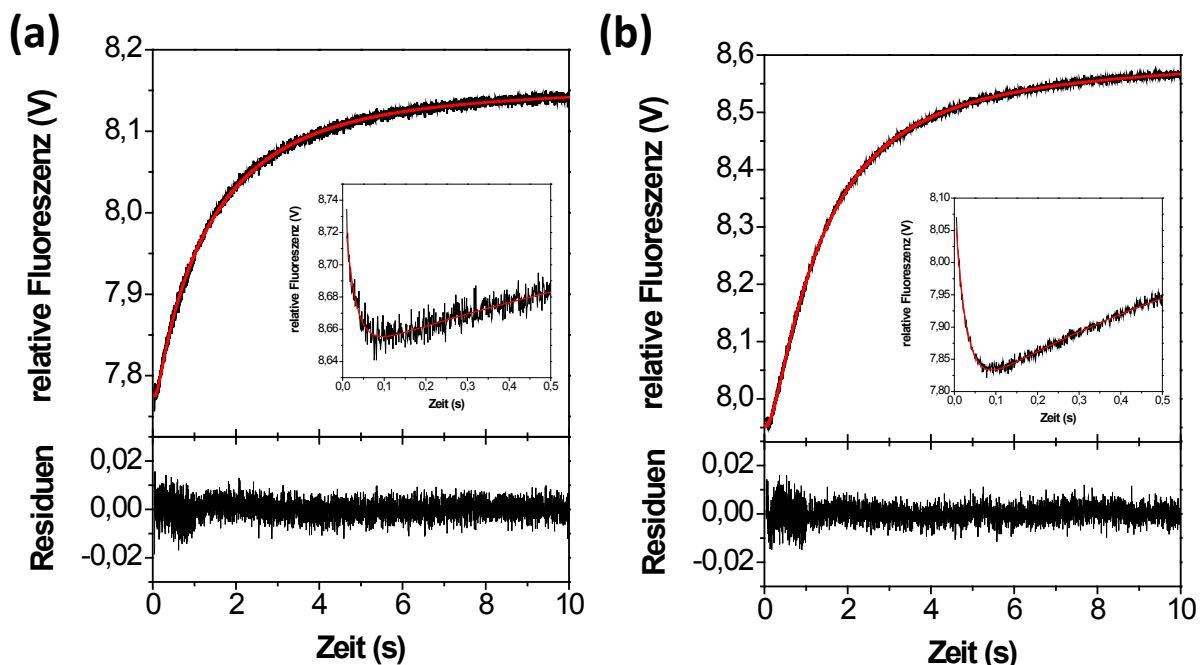 (a)
relative Fluoreszenz (V)
8,2
8,1
8,0
7,9
7,8
relative Fluoreszenz (V)
8,74
8,72
8,70
8,68
8,66
8,64
0,0 0,1 0,2 0,3 0,4 0,5
Zeit (s)
Residuen
0,02
0,00
-0,02
0 2 4 6 8 10
Zeit (s)
(b)
relative Fluoreszenz (V)
8,6
8,5
8,4
8,3
8,2
8,1
8,0
relative Fluoreszenz (V)
8,10
8,05
8,00
7,95
7,90
7,85
7,80
0,0 0,1 0,2 0,3 0,4 0,5
Zeit (s)
Residuen
0,02
0,00
-0,02
0 2 4 6 8 10
Zeit (s)